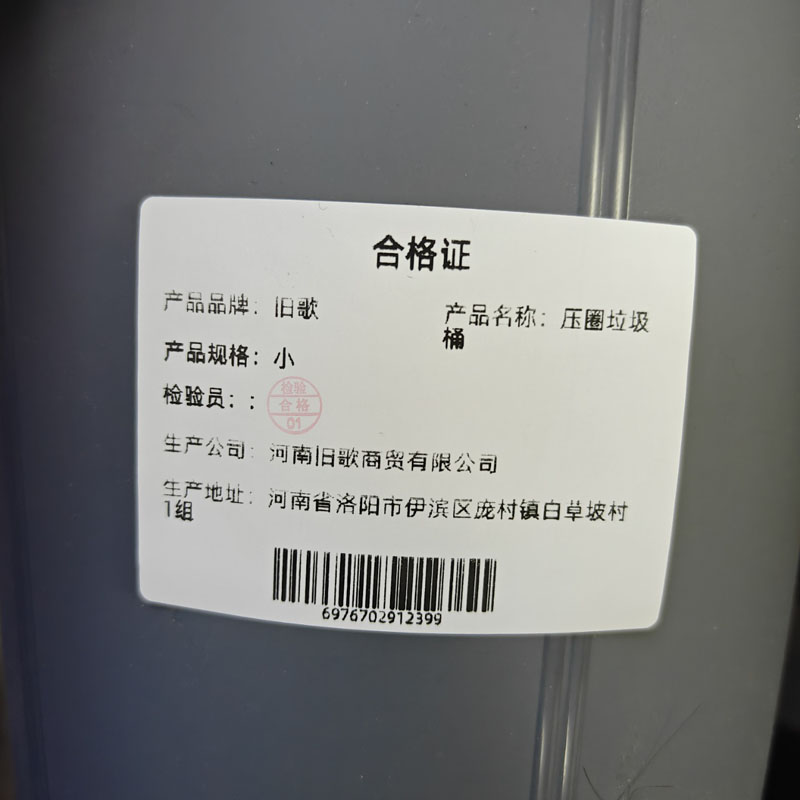 合格证
产品品牌：旧歌
产品名称：压圈垃圾
桶
产品规格：小
检验员：:
检验
合格
01
生产公司：河南旧歌商贸有限公司
生产地址：河南省洛阳市伊滨区庞村镇白草坡村
1组
6976702912399